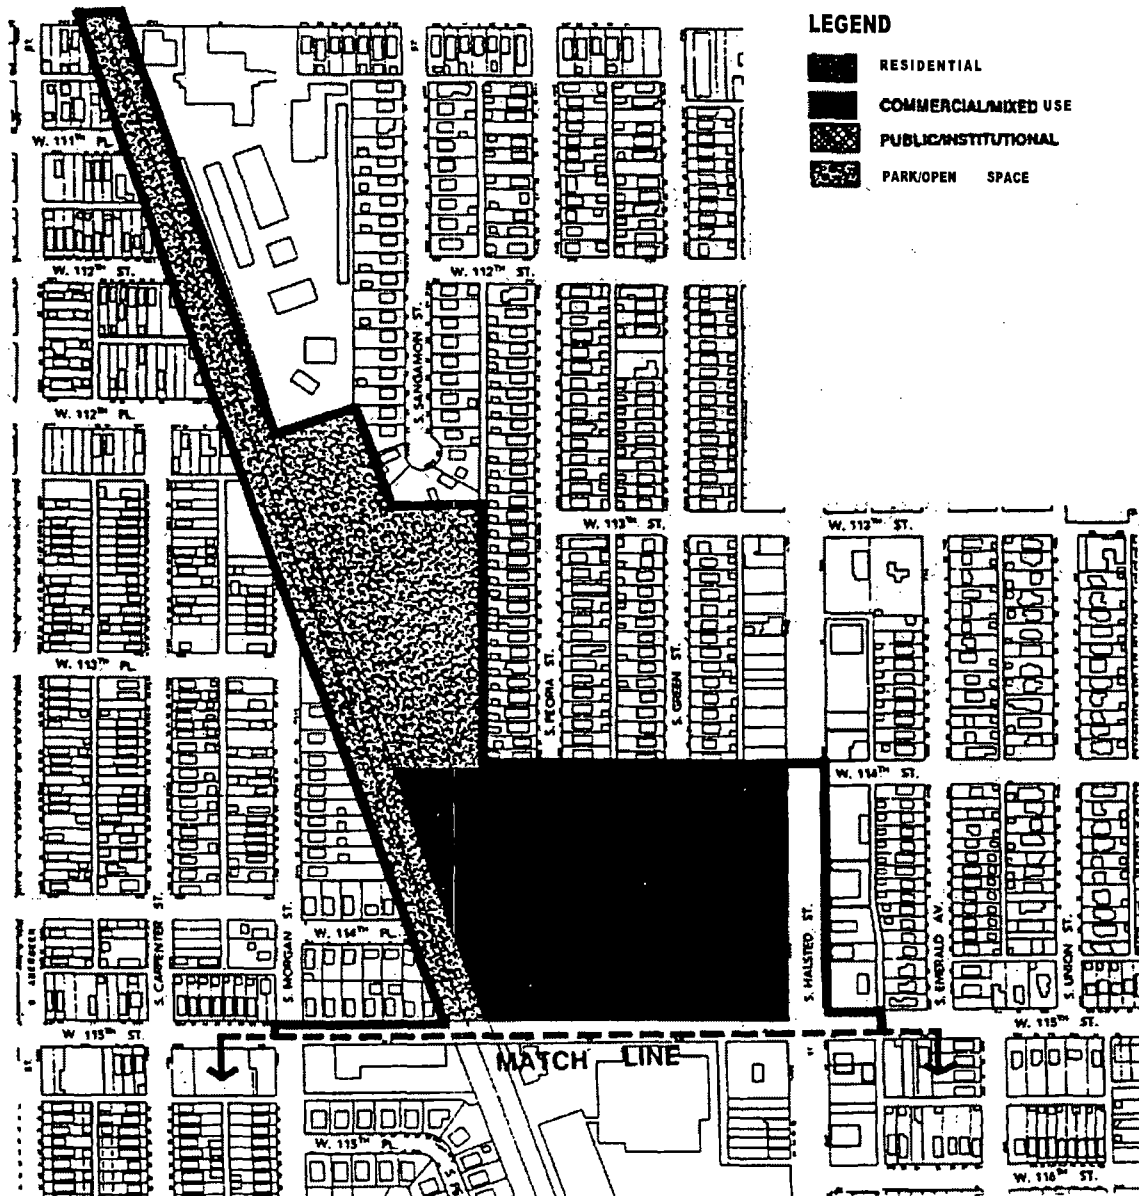 LEGEND
RESIDENTIAL
COMMERCIAL/MIXED USE
PUBLIC/INSTITUTIONAL
PARK/OPEN SPACE
W. 111TH PL.
W. 112TH ST.
W. 112TH ST.
S. SANGAMON ST.
W. 112TH PL.
W. 113TH ST.
W. 113TH ST.
W. 113TH PL.
S. PEORIA ST.
S. GREEN ST.
W. 114TH ST.
S. ABERDEEN
S. CARPENTER ST.
S. MORGAN ST.
W. 114TH PL.
S. HALSTED ST.
S. EMERALD AV.
S. UNION ST.
W. 115TH ST.
W. 115TH ST.
MATCH LINE
W. 115TH PL.
W. 116TH ST.